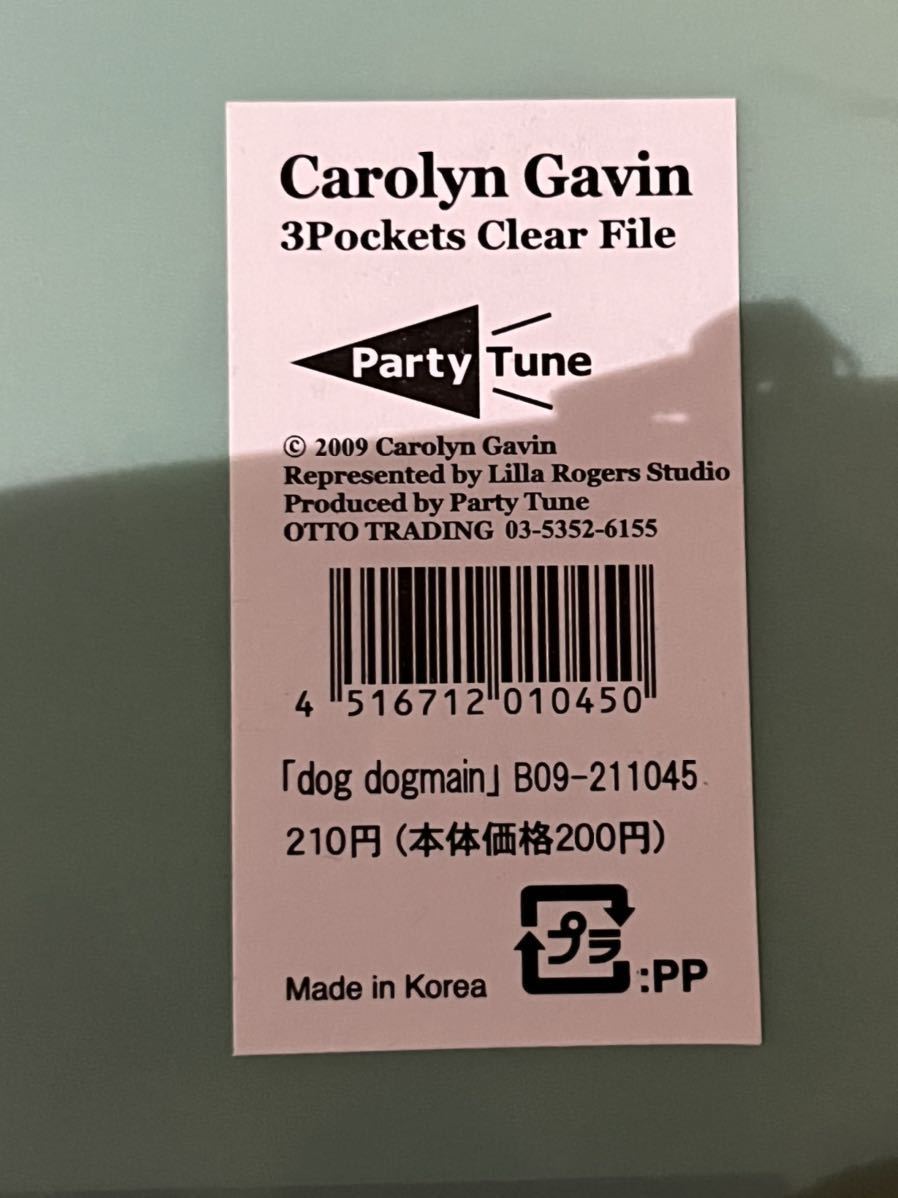 Carolyn Gavin
3Pockets Clear File
Party Tune
© 2009 Carolyn Gavin
Represented by Lilla Rogers Studio
Produced by Party Tune
OTTO TRADING 03-5352-6155
4 516712 010450
「dog dogmain」 B09-211045
210円（本体価格200円）
プラ :PP
Made in Korea